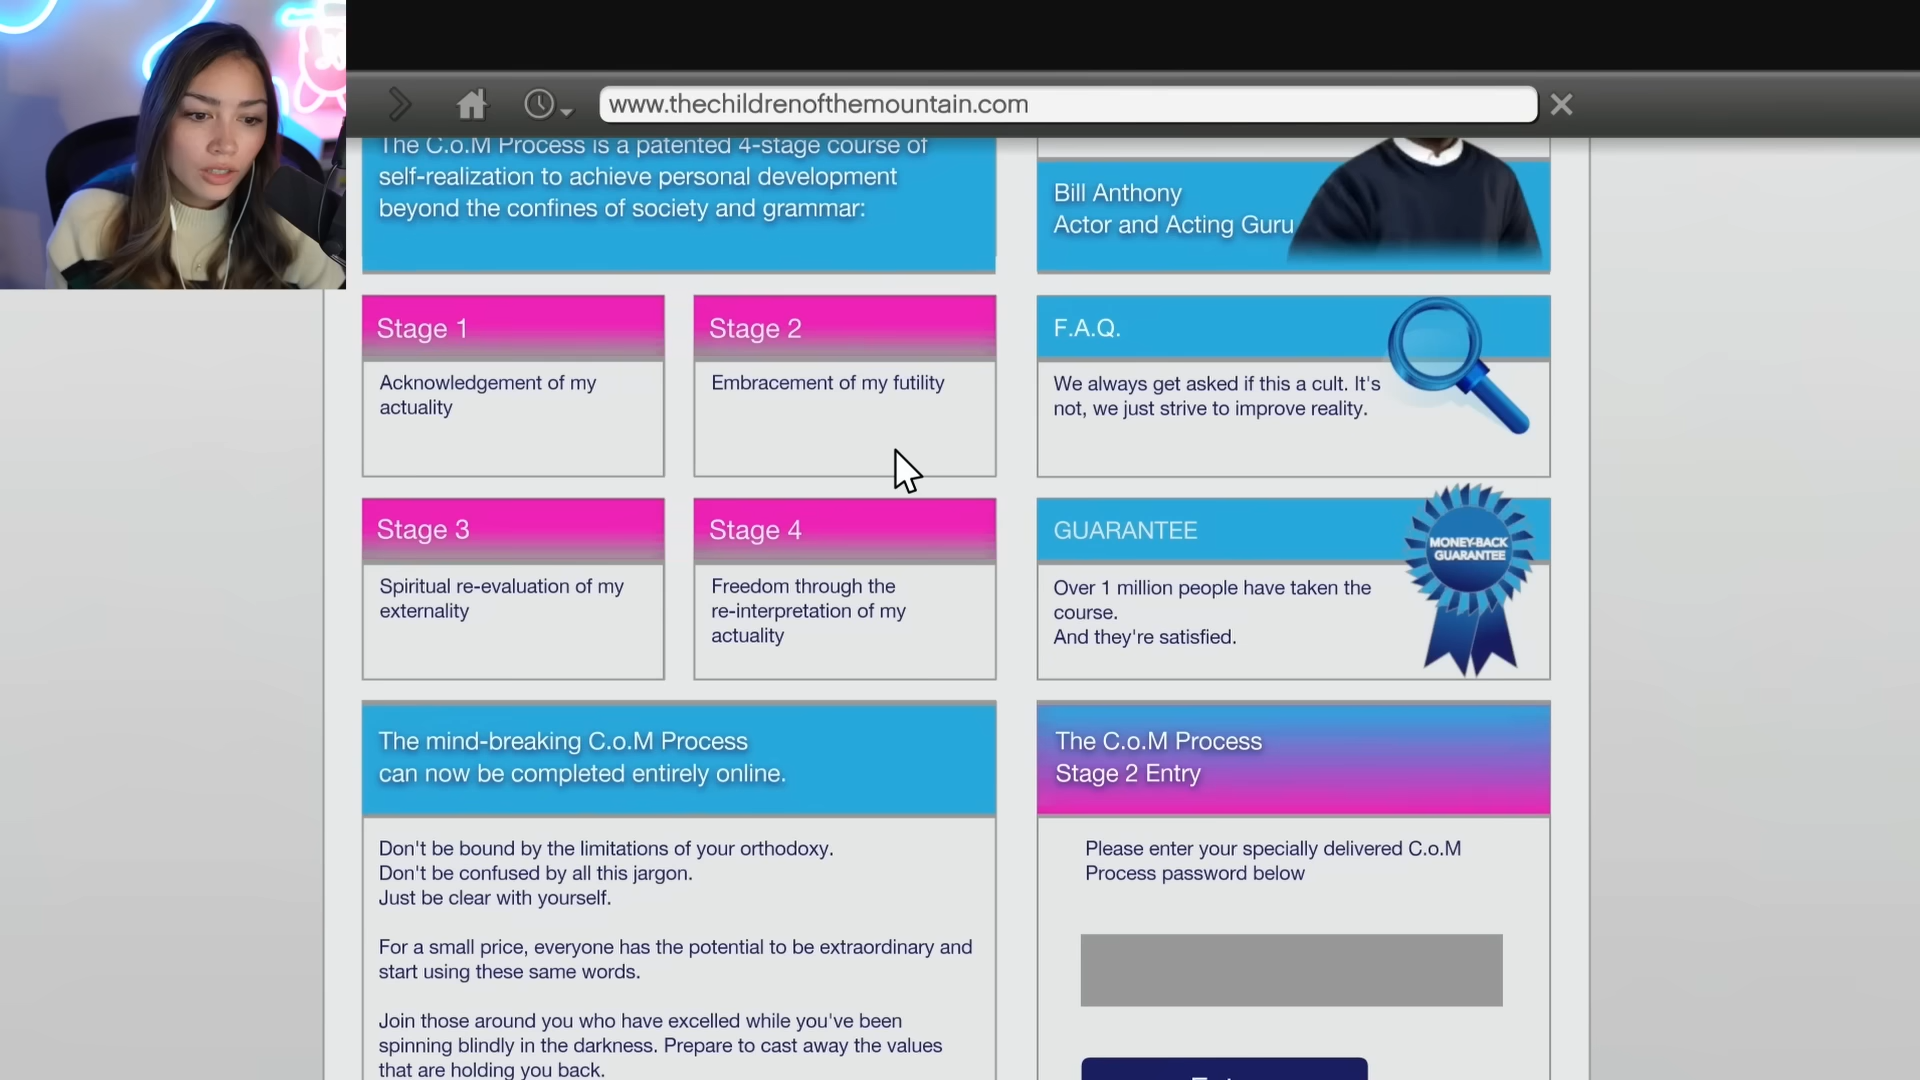 www.thechildrenofthemountain.com
The C.o.M Process is a patented 4-stage course of
self-realization to achieve personal development
beyond the confines of society and grammar:
Bill Anthony
Actor and Acting Guru
Stage 1
Acknowledgement of my
actuality
Stage 2
Embracement of my futility
F.A.Q.
We always get asked if this a cult. It's
not, we just strive to improve reality.
Stage 3
Spiritual re-evaluation of my
externality
Stage 4
Freedom through the
re-interpretation of my
actuality
GUARANTEE
MONEY-BACK
GUARANTEE
Over 1 million people have taken the
course.
And they're satisfied.
The mind-breaking C.o.M Process
can now be completed entirely online.
Don't be bound by the limitations of your orthodoxy.
Don't be confused by all this jargon.
Just be clear with yourself.
For a small price, everyone has the potential to be extraordinary and
start using these same words.
Join those around you who have excelled while you've been
spinning blindly in the darkness. Prepare to cast away the values
that are holding you back.
The C.o.M Process
Stage 2 Entry
Please enter your specially delivered C.o.M
Process password below